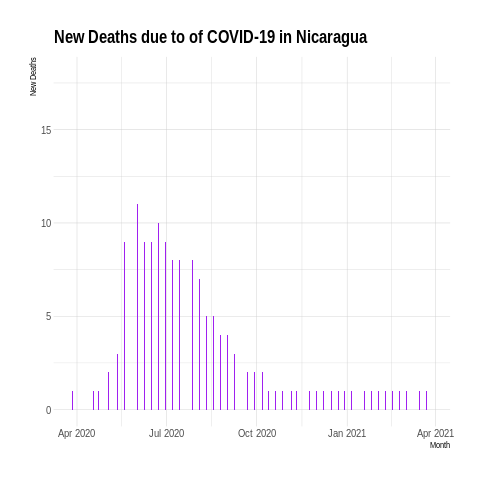 New Deaths due to of COVID-19 in Nicaragua
New Deaths
15
10
5
0
Apr 2020 Jul 2020 Oct 2020 Jan 2021 Apr 2021
Month